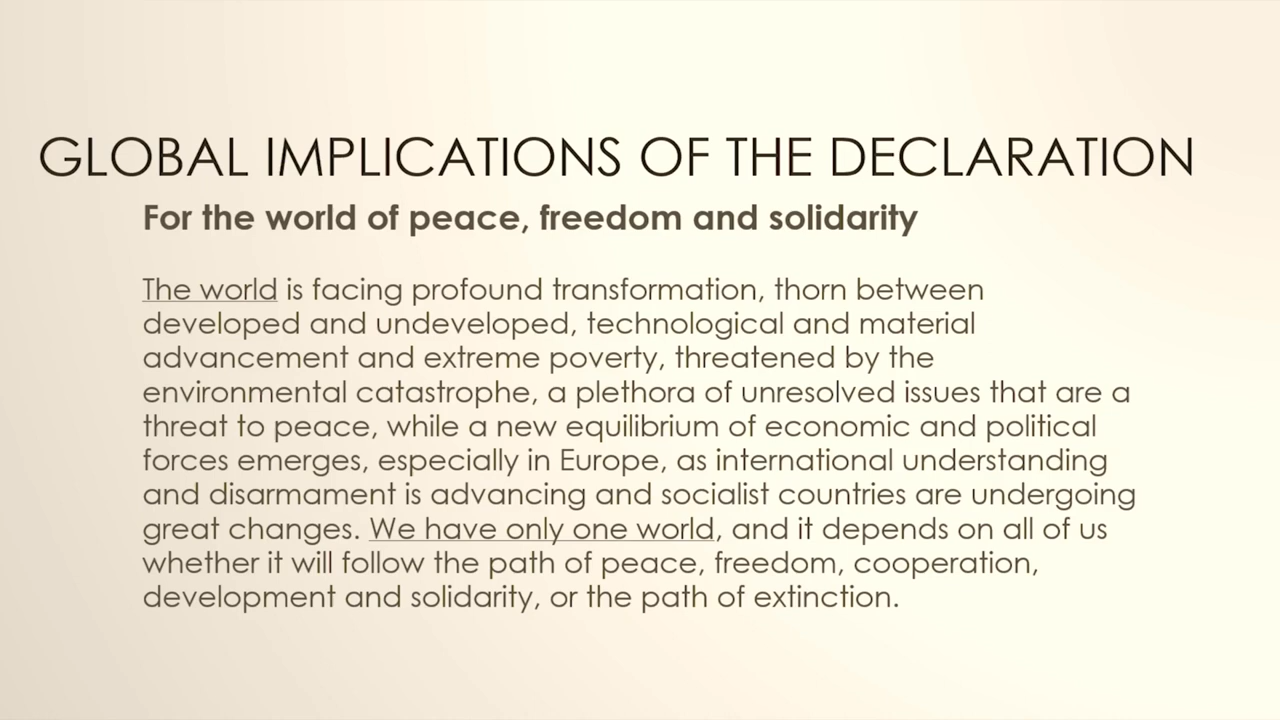 GLOBAL IMPLICATIONS OF THE DECLARATION
For the world of peace, freedom and solidarity
The world is facing profound transformation, thorn between
developed and undeveloped, technological and material
advancement and extreme poverty, threatened by the
environmental catastrophe, a plethora of unresolved issues that are a
threat to peace, while a new equilibrium of economic and political
forces emerges, especially in Europe, as international understanding
and disarmament is advancing and socialist countries are undergoing
great changes. We have only one world, and it depends on all of us
whether it will follow the path of peace, freedom, cooperation,
development and solidarity, or the path of extinction.